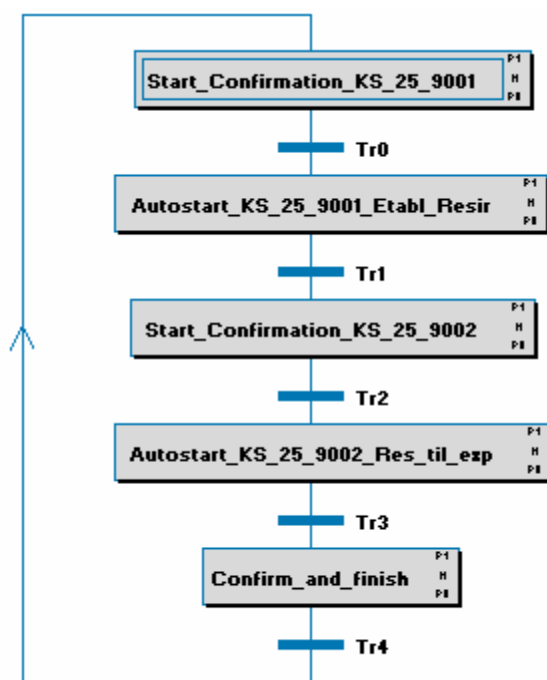 P1
Start_Confirmation_KS_25_9001
N
P0
Tr0
P1
Autostart_KS_25_9001_Etabl_Resir
N
P0
Tr1
P1
Start_Confirmation_KS_25_9002
N
P0
Tr2
P1
Autostart_KS_25_9002_Res_til_exp
N
P0
Tr3
P1
Confirm_and_finish
N
P0
Tr4